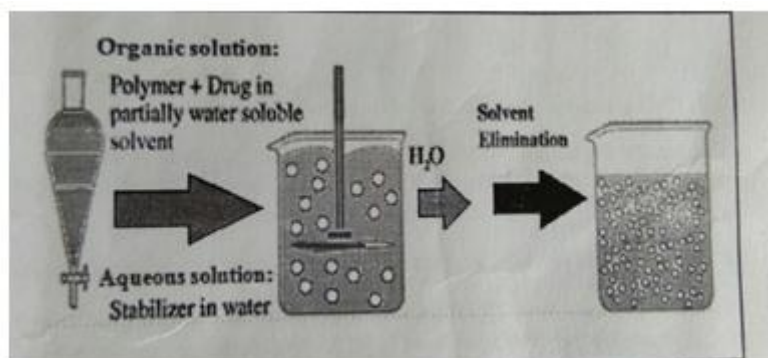 Organic solution:
Polymer + Drug in
partially water soluble
solvent
H₂O
Solvent
Elimination
Aqueous solution:
Stabilizer in water